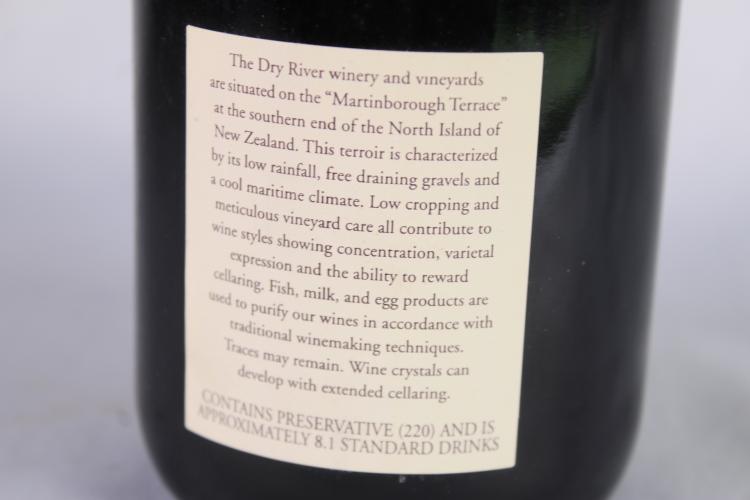 The Dry River winery and vineyards
are situated on the “Martinborough Terrace”
at the southern end of the North Island of
New Zealand. This terroir is characterized
by its low rainfall, free draining gravels and
a cool maritime climate. Low cropping and
meticulous vineyard care all contribute to
wine styles showing concentration, varietal
expression and the ability to reward
cellaring. Fish, milk, and egg products are
used to purify our wines in accordance with
traditional winemaking techniques.
Traces may remain. Wine crystals can
develop with extended cellaring.
CONTAINS PRESERVATIVE (220) AND IS
APPROXIMATELY 8.1 STANDARD DRINKS